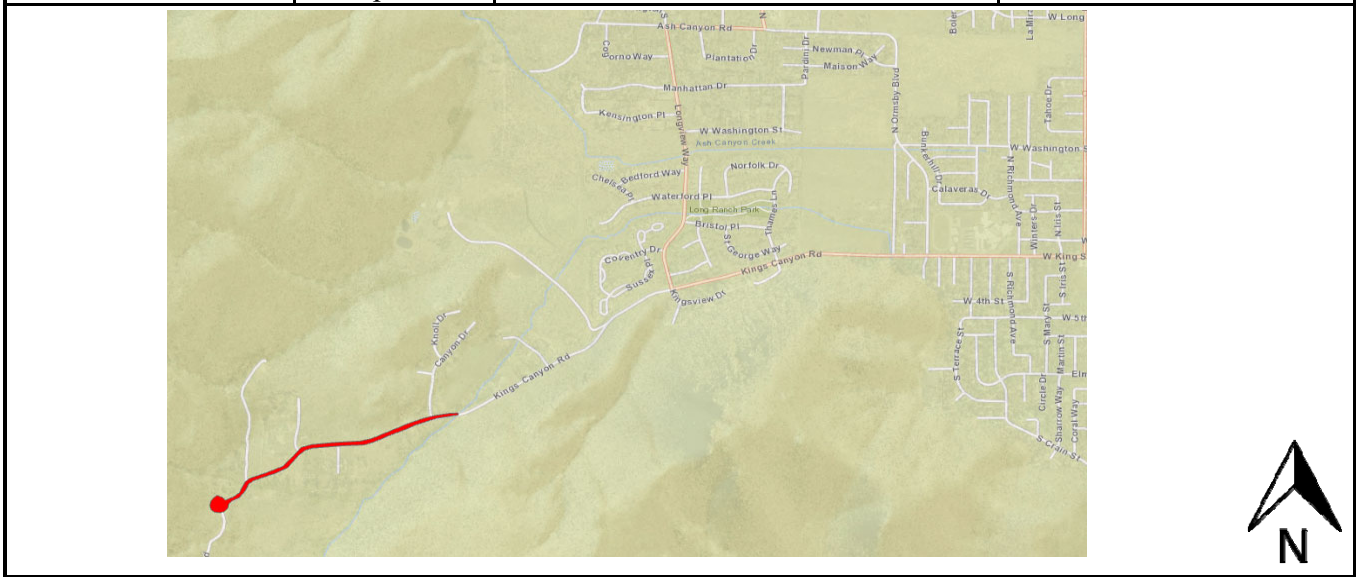 W Long
Ash Canyon Rd
Newman Pl
Plantation Dr
Maison Way
Pardini Dr
Manhattan Dr
Kensington Pl
Longview Way
N Ormsby Blvd
Tahoe Dr
W Washington St
Ash Canyon Creek
W Washington S
Bunkerhill Dr
N Richmond Ave
Norfolk Dr
Bedford Way
Chelsea Pl
Calaveras Dr
Waterford Pl
Thames Ln
Long Ranch Park
Winters Dr
N Iris St
Bristol Pl
St George Way
Coventry Dr
Sussex Pl
Kings Canyon Rd
W King S
Kingsview Dr
S Richmond Ave
S Iris St
W 4th St
S Mary St
W 5th
Knoll Dr
Canyon Dr
S Terrace St
Martin St
Kings Canyon Rd
Elm
Circle Dr
Sharrow Way
Coral Way
S Crain St
N